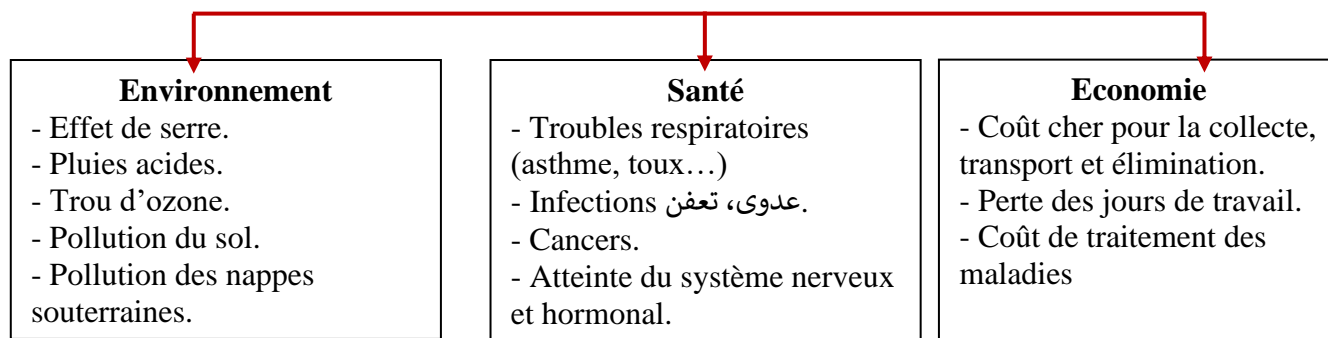 Environnement
- Effet de serre.
- Pluies acides.
- Trou d’ozone.
- Pollution du sol.
- Pollution des nappes
souterraines.
Santé
- Troubles respiratoires
(asthme, toux…)
- Infections عدوى، تعفن.
- Cancers.
- Atteinte du système nerveux
et hormonal.
Economie
- Coût cher pour la collecte,
transport et élimination.
- Perte des jours de travail.
- Coût de traitement des
maladies